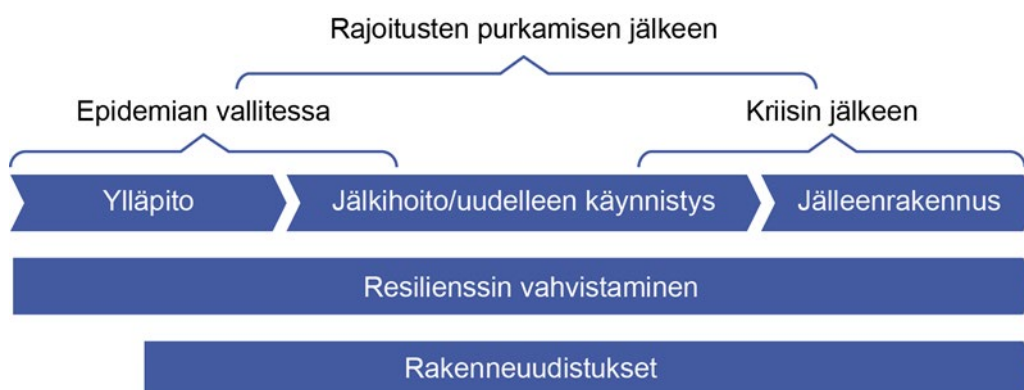 Rajoitusten purkamisen jälkeen
Epidemian vallitessa
Kriisin jälkeen
Ylläpito
Jälkihoito/uudelleen käynnistys
Jälleenrakennus
Resilienssin vahvistaminen
Rakenneuudistukset